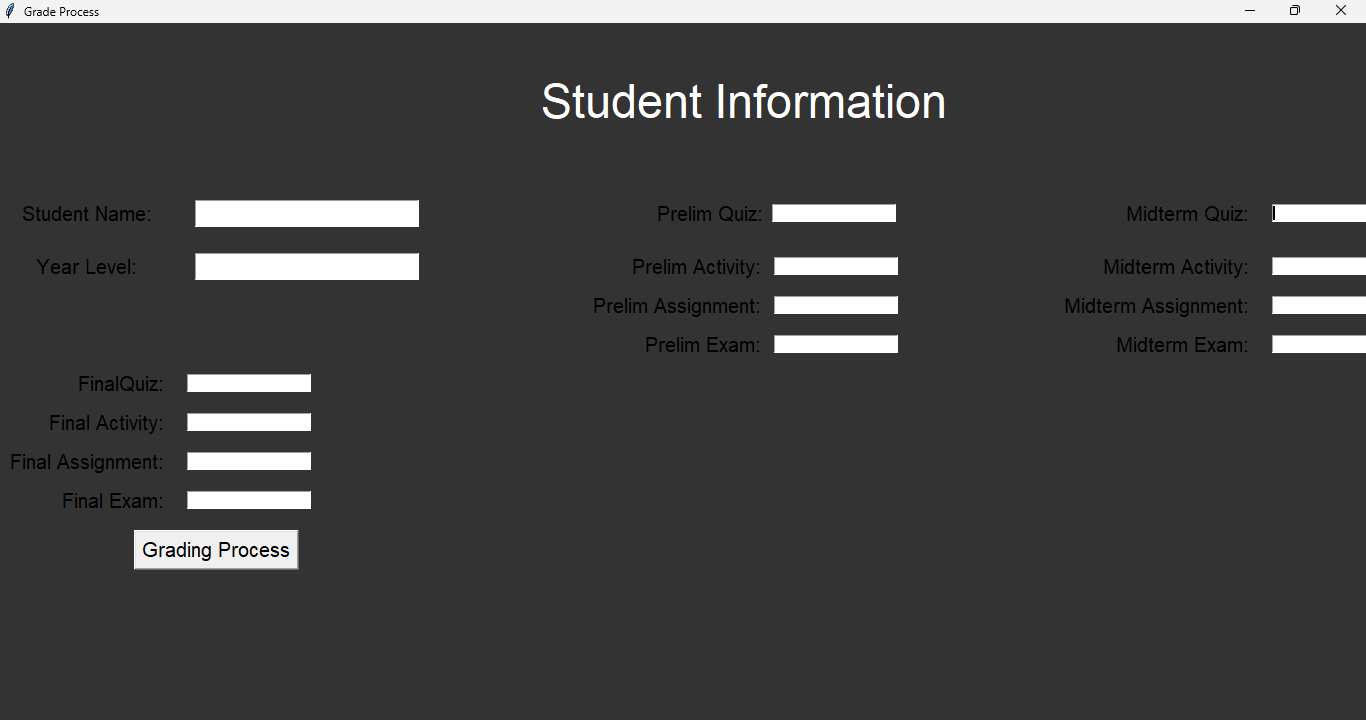 Grade Process
Student Information
Student Name:
Prelim Quiz:
Midterm Quiz:
Year Level:
Prelim Activity:
Midterm Activity:
Prelim Assignment:
Midterm Assignment:
Prelim Exam:
Midterm Exam:
FinalQuiz:
Final Activity:
Final Assignment:
Final Exam:
Grading Process